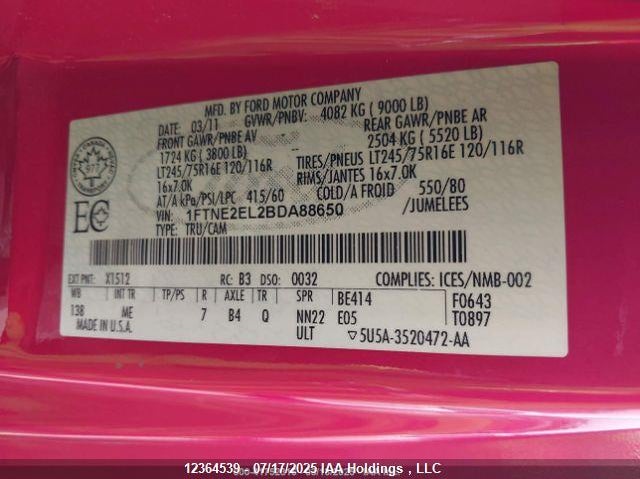 MFD. BY FORD MOTOR COMPANY
DATE: 03/11 GVWR/PNBV: 4082 KG ( 9000 LB)
FRONT GAWR/PNBE AV REAR GAWR/PNBE AR
1724 KG ( 3800 LB) 2504 KG ( 5520 LB)
LT245/75R16E 120/116R TIRES/PNEUS LT245/75R16E 120/116R
16x7.0K RIMS/JANTES 16x7.0K
AT/A kPa/PSI/LPC 415/60 COLD/A FROID 550/80
VIN: 1FTNE2EL2BDA88650 /JUMELEES
TYPE: TRU/CAM
EC
EXT PNT: X1512 RC: B3 DSO: 0032 COMPLIES: ICES/NMB-002
WB INT TR TP/PS R AXLE TR SPR BE414 F0643
138 ME 7 B4 Q NN22 E05 T0897
MADE IN U.S.A. ULT ▽5U5A-3520472-AA
12364539 - 07/17/2025 IAA Holdings , LLC